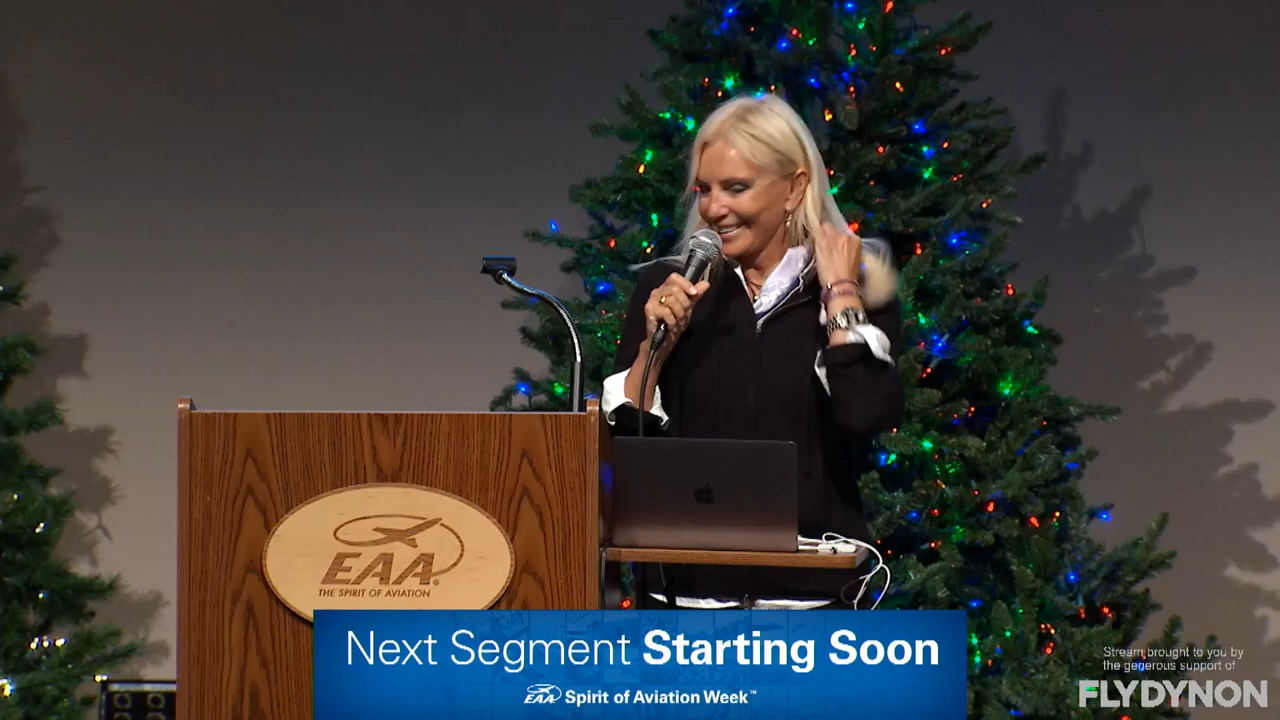 EAA®
THE SPIRIT OF AVIATION
Next Segment Starting Soon
EAA Spirit of Aviation Week™
Stream brought to you by
the generous support of
FLYDYNON